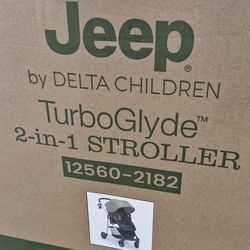 Jeep®
by DELTA CHILDREN
TurboGlyde™
2-in-1 STROLLER
12560-2182